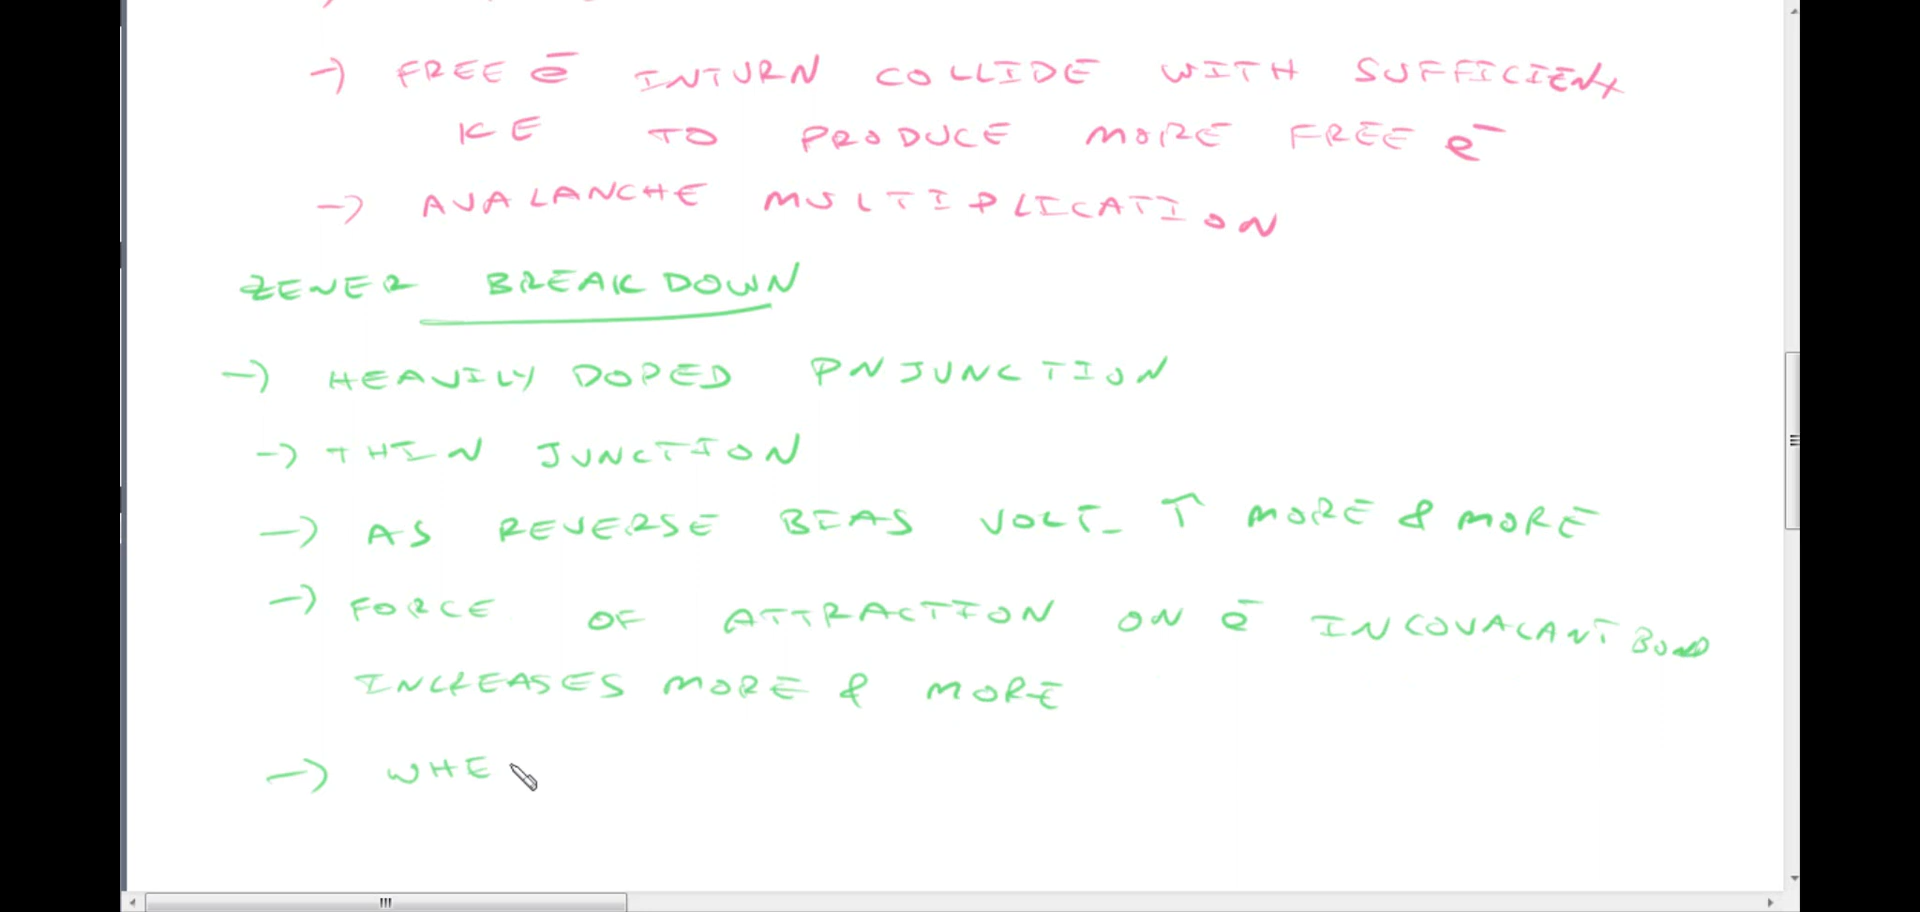 → FREE e̅ INTURN COLLIDE WITH SUFFICIENT
KE TO PRODUCE MORE FREE e̅
→ AVALANCHE MULTIPLICATION
ZENER BREAKDOWN
→ HEAVILY DOPED PN JUNCTION
→ THIN JUNCTION
→ AS REVERSE BIAS VOLT- ↑ MORE & MORE
→ FORCE OF ATTRACTION ON e̅ IN COVALANT BOND
INCREASES MORE & MORE
→ WHE